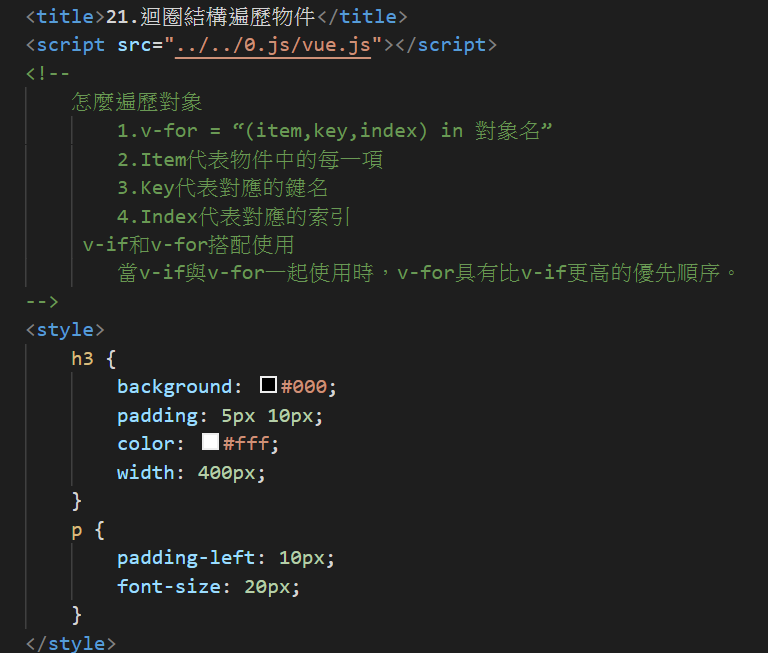 <title>21.迴圈結構遍歷物件</title>
<script src="../../0.js/vue.js"></script>
<!--
怎麼遍歷對象
1.v-for = “(item,key,index) in 對象名”
2.Item代表物件中的每一項
3.Key代表對應的鍵名
4.Index代表對應的索引
v-if和v-for搭配使用
當v-if與v-for一起使用時，v-for具有比v-if更高的優先順序。
-->
<style>
h3 {
background: #000;
padding: 5px 10px;
color: #fff;
width: 400px;
}
p {
padding-left: 10px;
font-size: 20px;
}
</style>